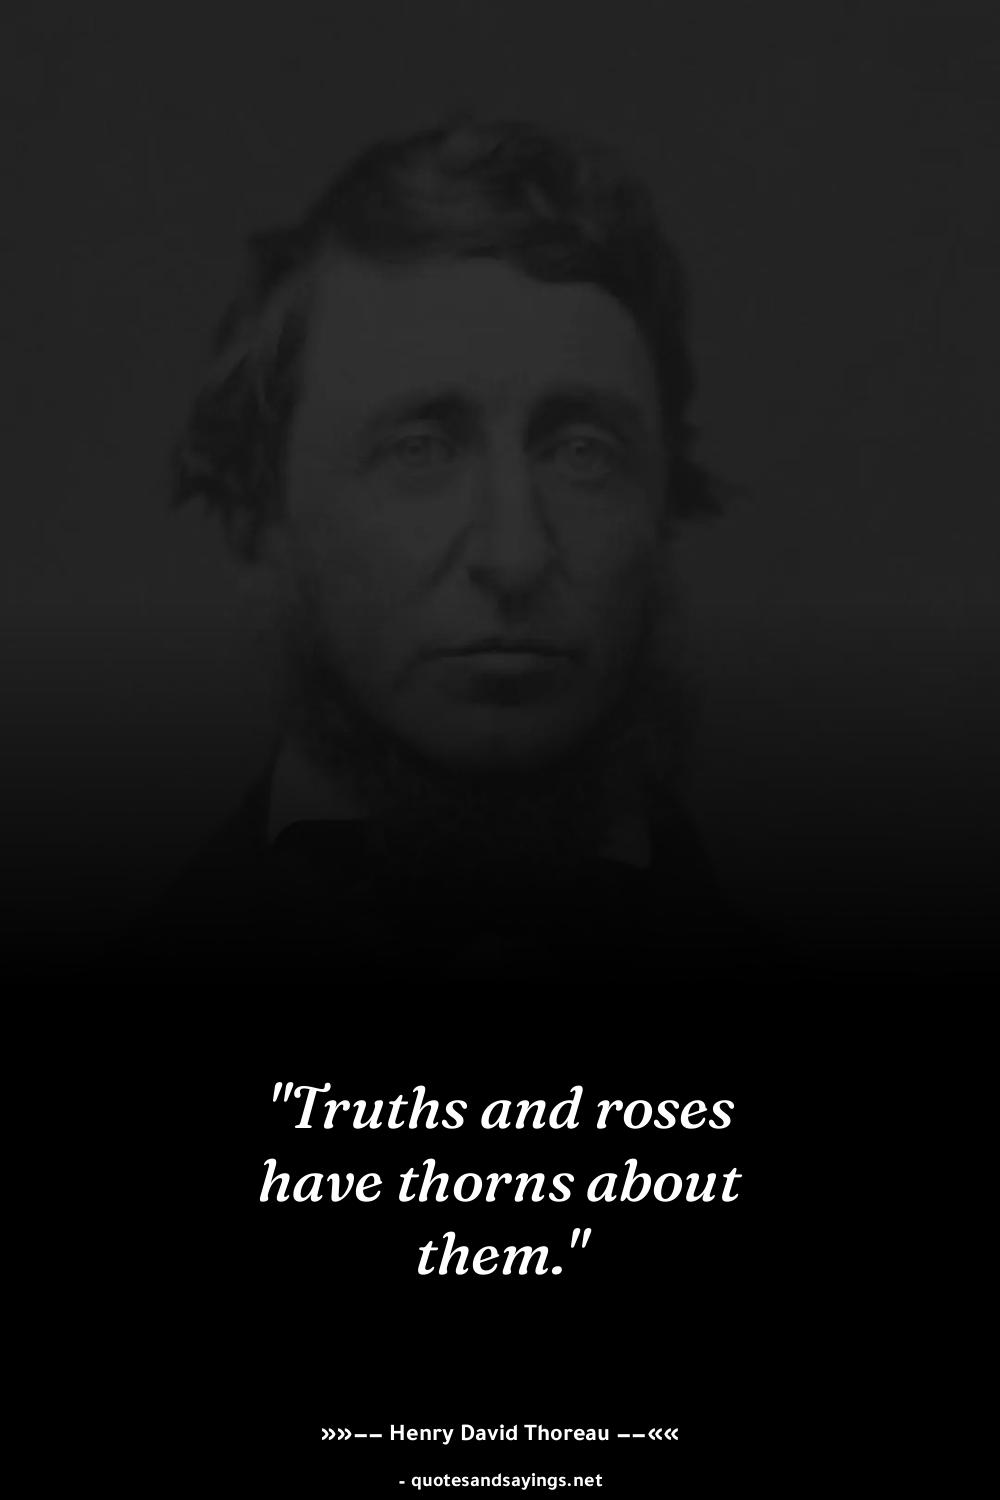 "Truths and roses
have thorns about
them."
»»−− Henry David Thoreau −−««
- quotesandsayings.net